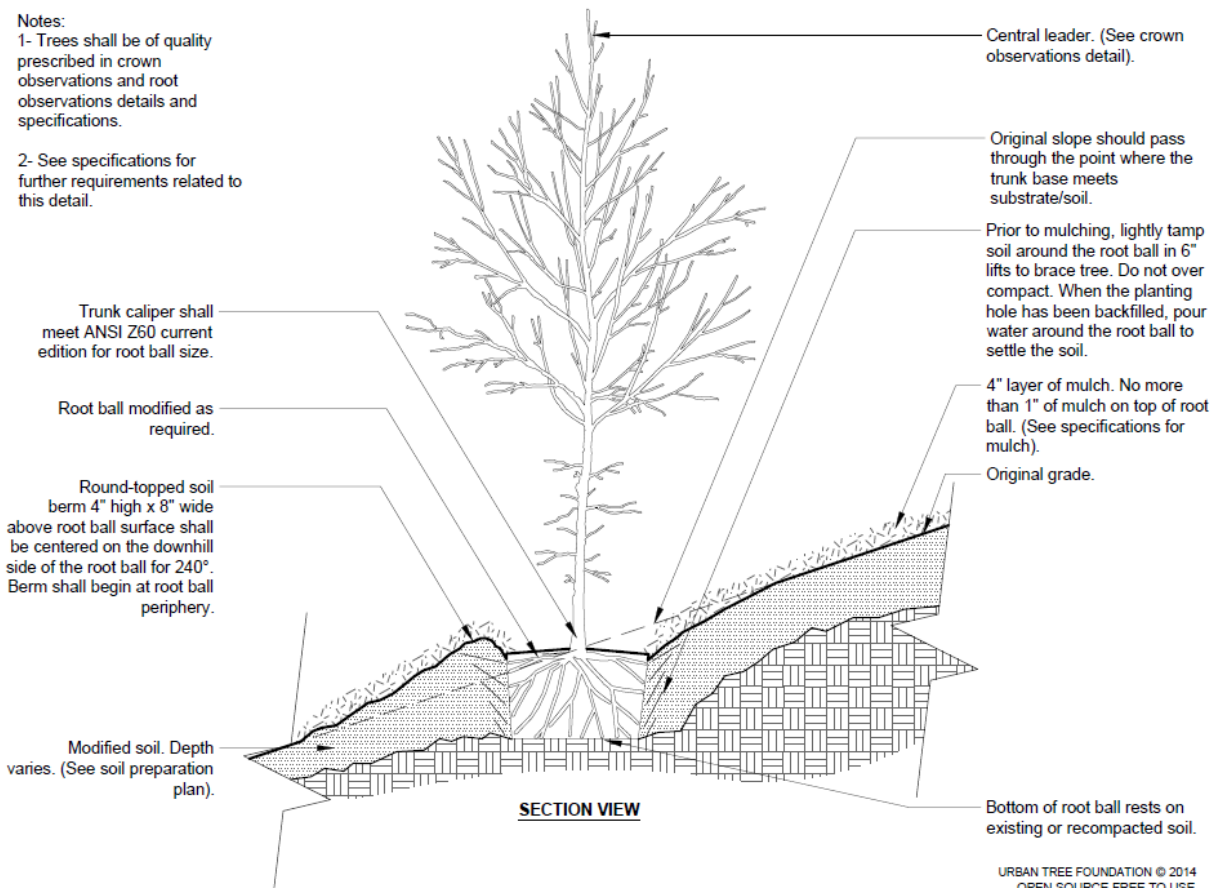 Notes:
1- Trees shall be of quality
prescribed in crown
observations and root
observations details and
specifications.
2- See specifications for
further requirements related to
this detail.
Trunk caliper shall
meet ANSI Z60 current
edition for root ball size.
Root ball modified as
required.
Round-topped soil
berm 4" high x 8" wide
above root ball surface shall
be centered on the downhill
side of the root ball for 240°.
Berm shall begin at root ball
periphery.
Modified soil. Depth
varies. (See soil preparation
plan).
Central leader. (See crown
observations detail).
Original slope should pass
through the point where the
trunk base meets
substrate/soil.
Prior to mulching, lightly tamp
soil around the root ball in 6"
lifts to brace tree. Do not over
compact. When the planting
hole has been backfilled, pour
water around the root ball to
settle the soil.
4" layer of mulch. No more
than 1" of mulch on top of root
ball. (See specifications for
mulch).
Original grade.
Bottom of root ball rests on
existing or recompacted soil.
SECTION VIEW
URBAN TREE FOUNDATION © 2014
OPEN SOURCE FREE TO USE